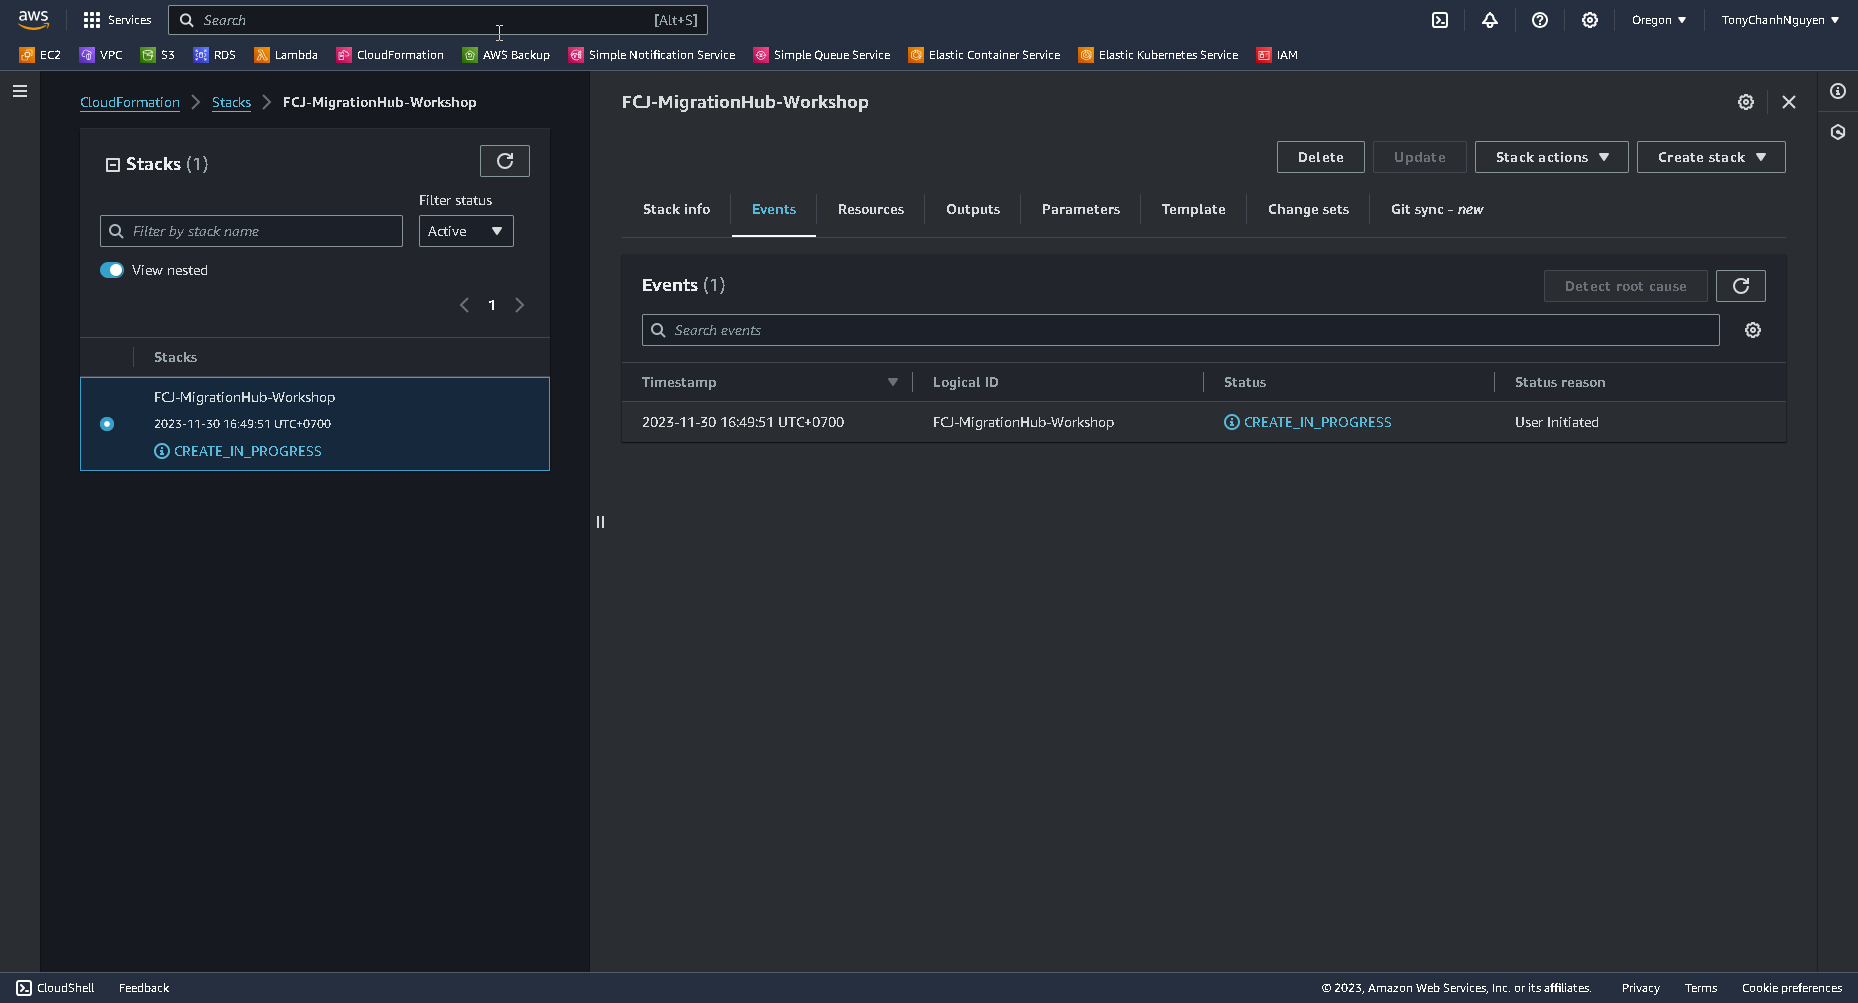 aws
Services
Search [Alt+S]
Oregon ▼
TonyChanhNguyen ▼
EC2 VPC S3 RDS Lambda CloudFormation AWS Backup Simple Notification Service Simple Queue Service Elastic Container Service Elastic Kubernetes Service IAM
CloudFormation > Stacks > FCJ-MigrationHub-Workshop
Stacks (1)
Filter status
Filter by stack name
Active
View nested
1
Stacks
FCJ-MigrationHub-Workshop
2023-11-30 16:49:51 UTC+0700
CREATE_IN_PROGRESS
FCJ-MigrationHub-Workshop
Delete Update Stack actions ▼ Create stack ▼
Stack info Events Resources Outputs Parameters Template Change sets Git sync - new
Events (1)
Detect root cause
Search events
Timestamp Logical ID Status Status reason
2023-11-30 16:49:51 UTC+0700 FCJ-MigrationHub-Workshop CREATE_IN_PROGRESS User Initiated
CloudShell Feedback
© 2023, Amazon Web Services, Inc. or its affiliates. Privacy Terms Cookie preferences